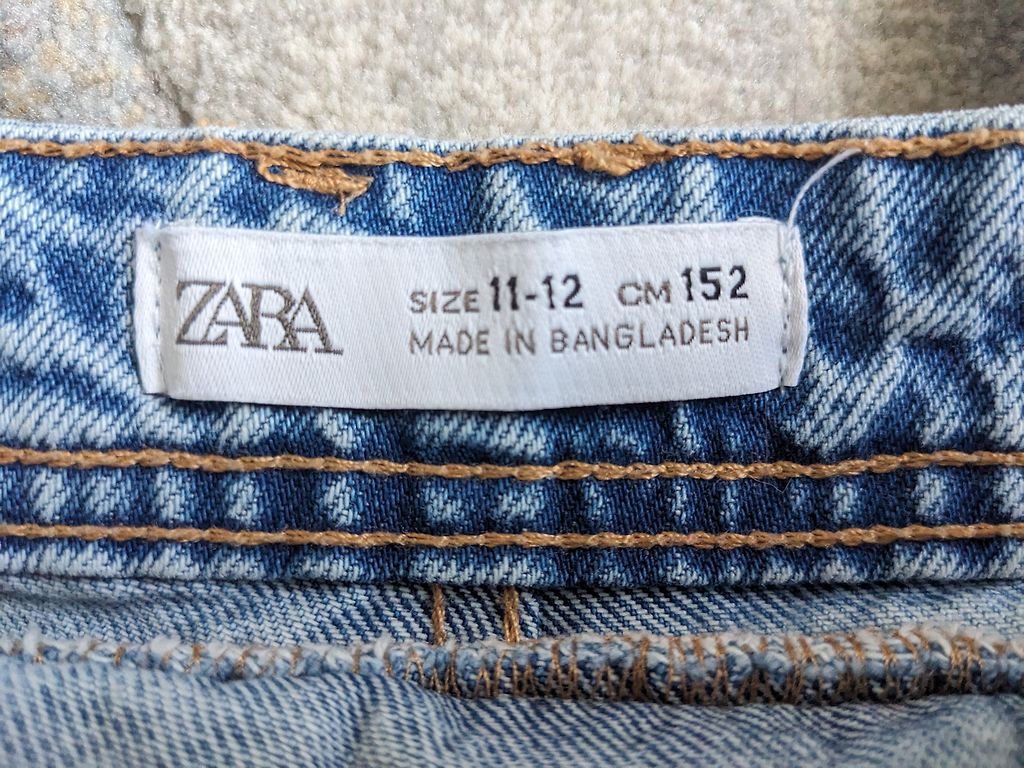 ZARA
SIZE 11-12 CM 152
MADE IN BANGLADESH